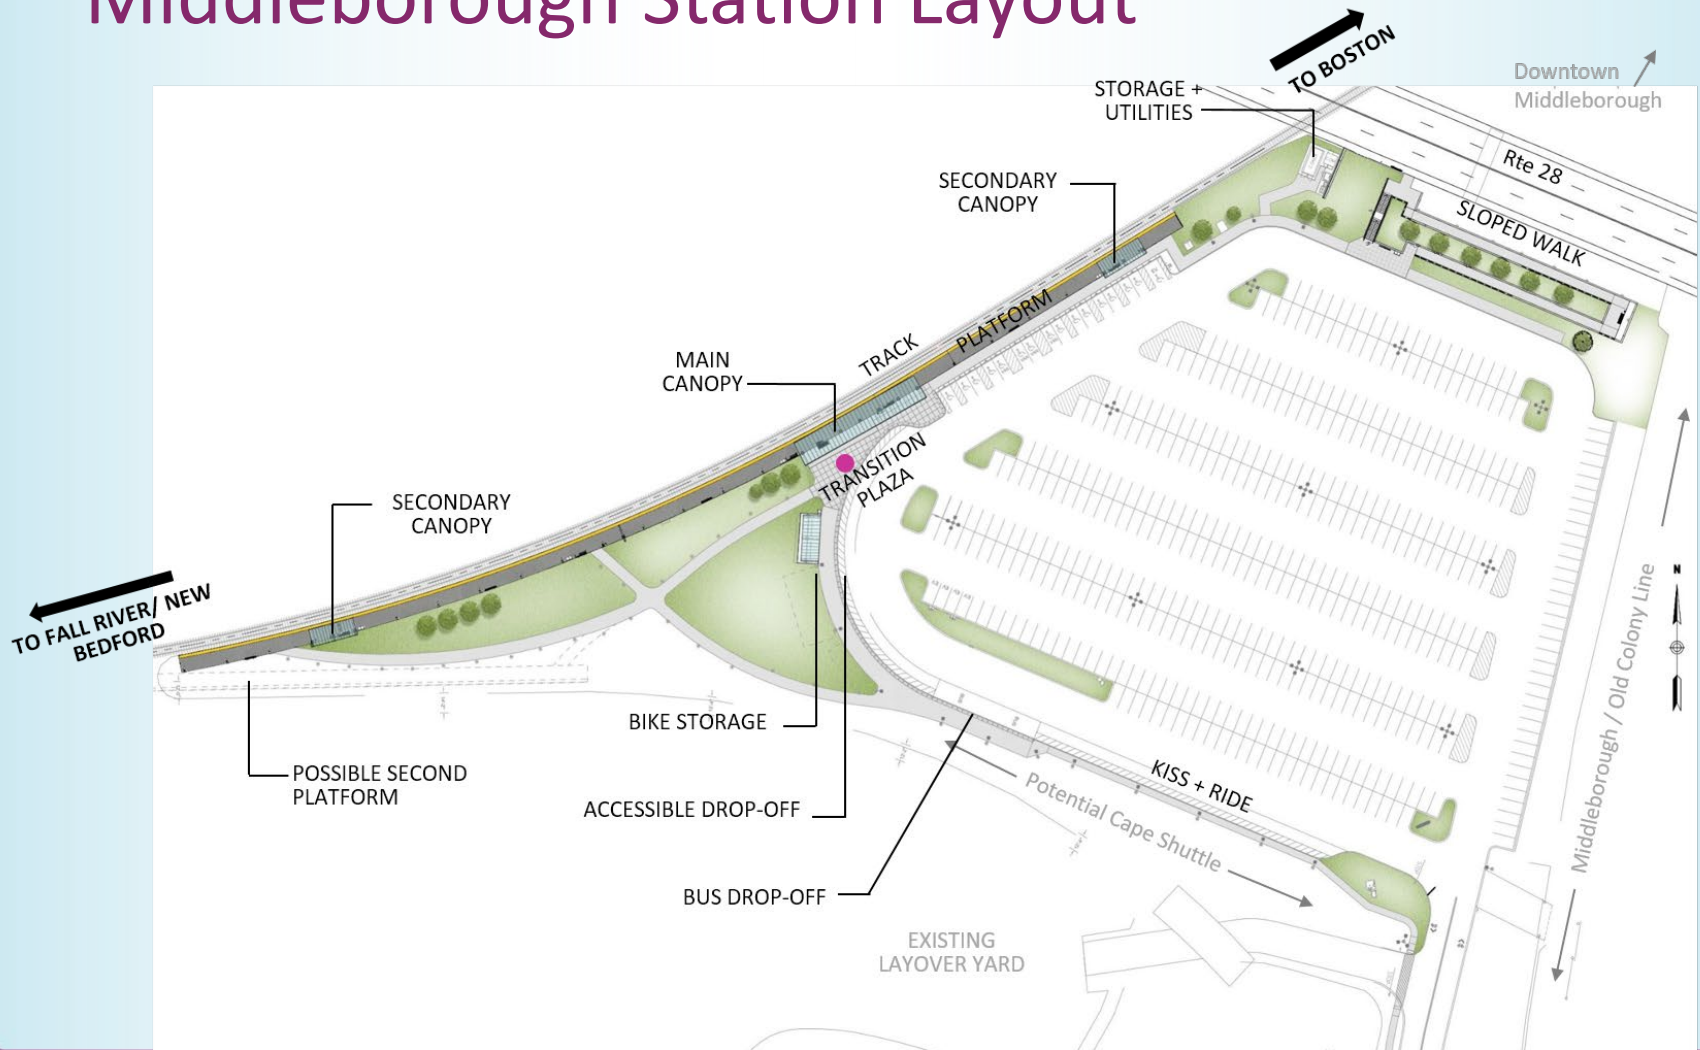 Middleborough Station Layout
TO BOSTON
Downtown
Middleborough
STORAGE +
UTILITIES
Rte 28
SECONDARY
CANOPY
SLOPED WALK
PLATFORM
TRACK
MAIN
CANOPY
TRANSITION
PLAZA
SECONDARY
CANOPY
N
TO FALL RIVER/ NEW
BEDFORD
Middleborough / Old Colony Line
BIKE STORAGE
POSSIBLE SECOND
PLATFORM
KISS + RIDE
ACCESSIBLE DROP-OFF
Potential Cape Shuttle
BUS DROP-OFF
EXISTING
LAYOVER YARD